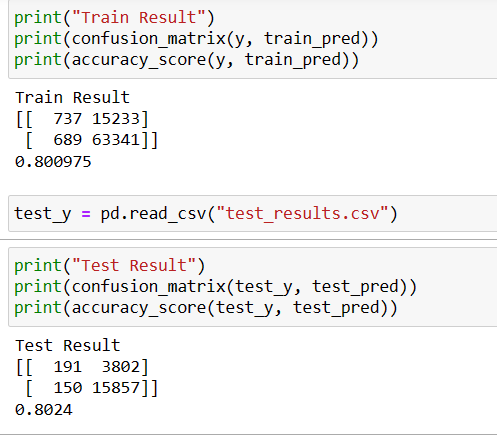 print("Train Result")
print(confusion_matrix(y, train_pred))
print(accuracy_score(y, train_pred))
Train Result
[[  737 15233]
 [  689 63341]]
0.800975
test_y = pd.read_csv("test_results.csv")
print("Test Result")
print(confusion_matrix(test_y, test_pred))
print(accuracy_score(test_y, test_pred))
Test Result
[[  191  3802]
 [  150 15857]]
0.8024